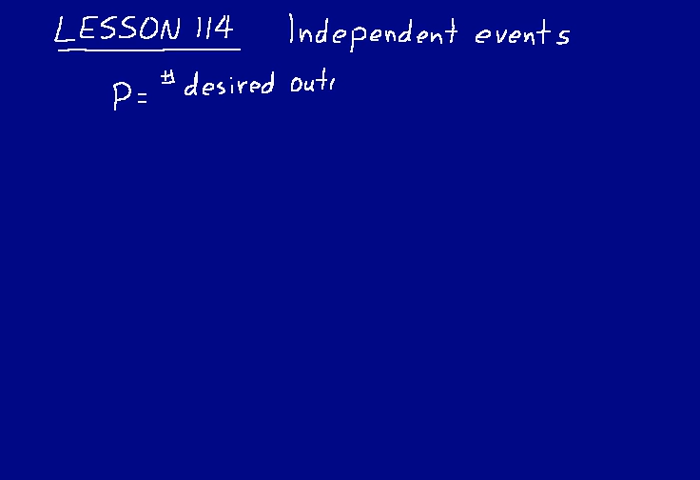 LESSON 114 Independent events
P = # desired out